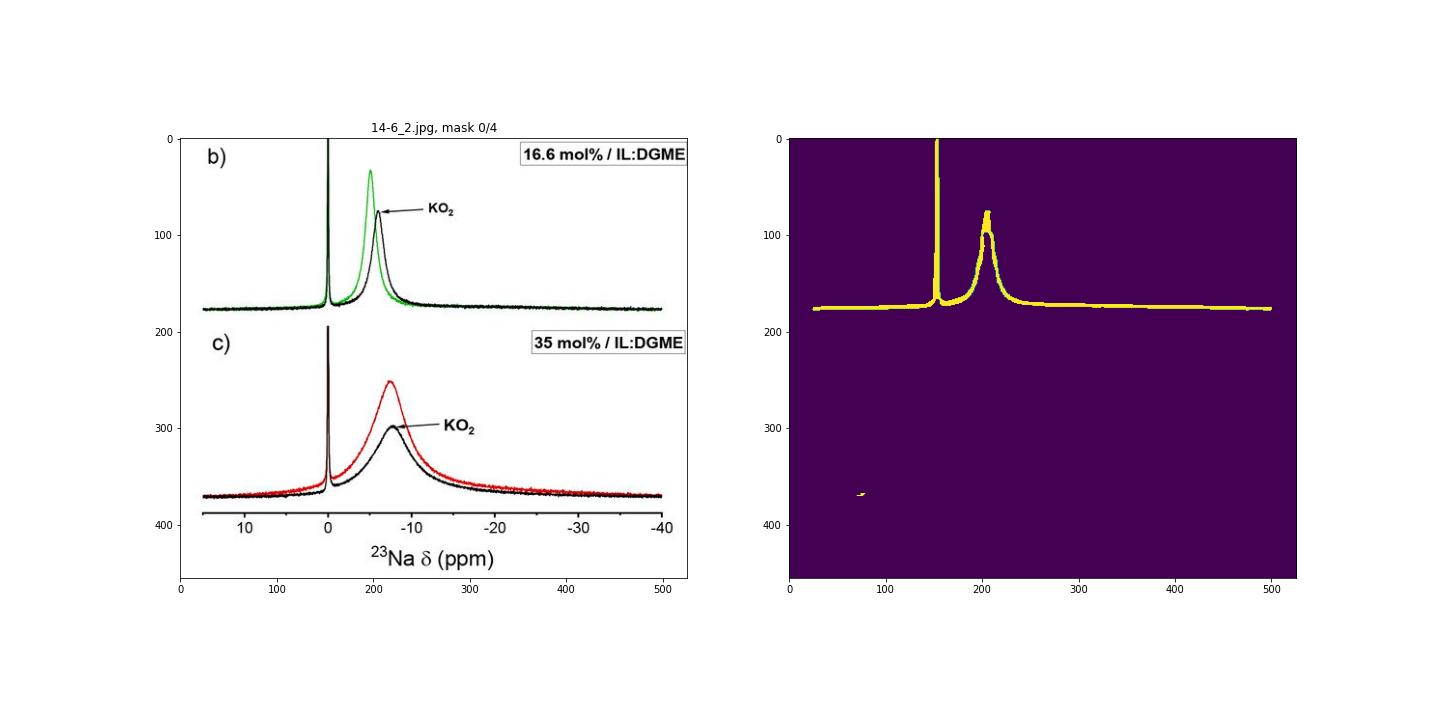 14-6_2.jpg, mask 0/4
b)
16.6 mol% / IL:DGME
KO₂
c)
35 mol% / IL:DGME
KO₂
10 0 -10 -20 -30 -40
²³Na δ (ppm)
0
100
200
300
400
0 100 200 300 400 500
0
100
200
300
400
0 100 200 300 400 500